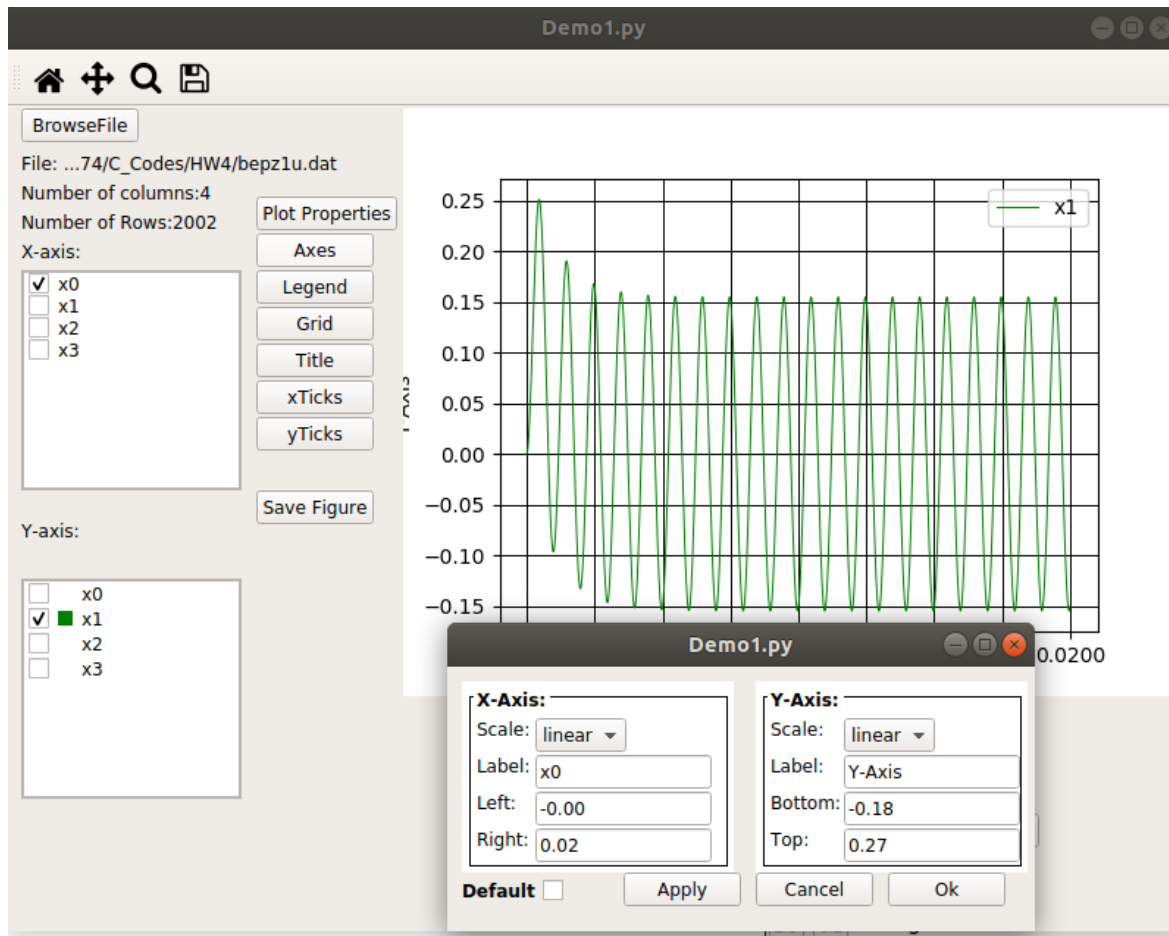 Demo1.py
BrowseFile
File: ...74/C_Codes/HW4/bepz1u.dat
Number of columns:4
Number of Rows:2002
X-axis:
x0
x1
x2
x3
Plot Properties
Axes
Legend
Grid
Title
xTicks
yTicks
Save Figure
Y-axis:
x0
x1
x2
x3
x1
0.25
0.20
0.15
0.10
0.05
0.00
−0.05
−0.10
−0.15
0.0200
Demo1.py
X-Axis:
Scale: linear
Label: x0
Left: -0.00
Right: 0.02
Y-Axis:
Scale: linear
Label: Y-Axis
Bottom: -0.18
Top: 0.27
Default
Apply
Cancel
Ok